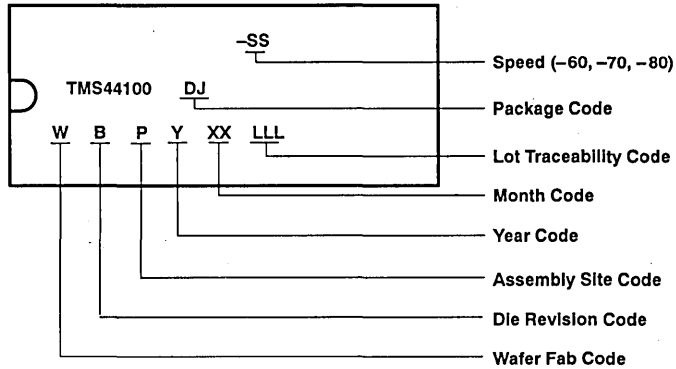 –SS
Speed (–60, –70, –80)
TMS44100 DJ
Package Code
W B P Y XX LLL
Lot Traceability Code
Month Code
Year Code
Assembly Site Code
Die Revision Code
Wafer Fab Code